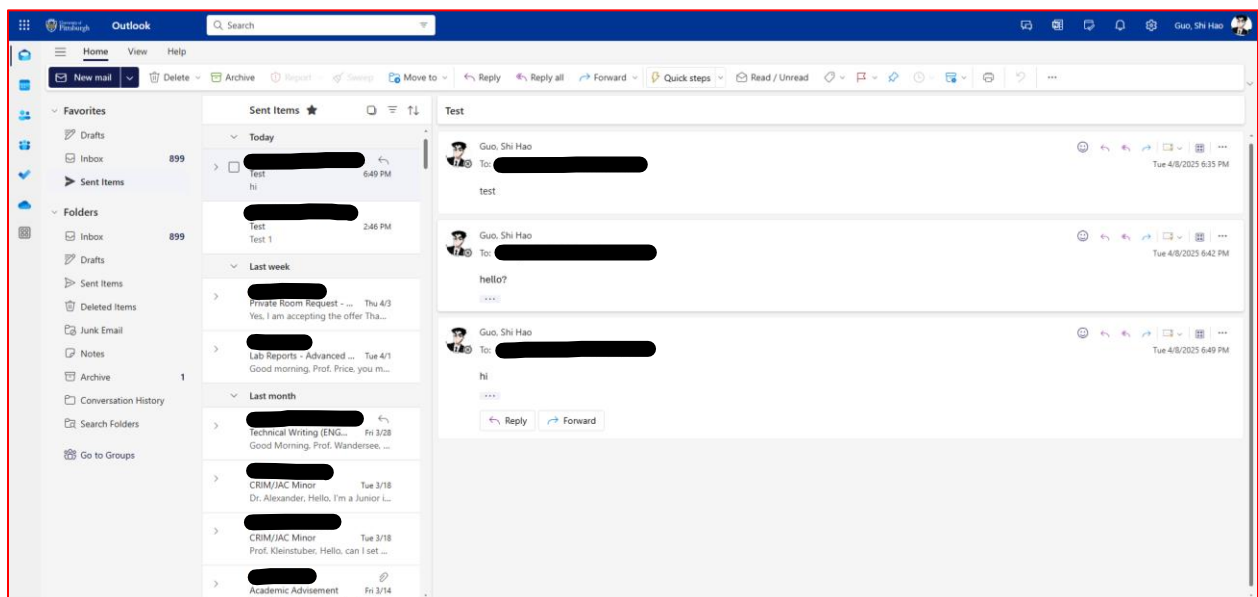 University of
Pittsburgh
Outlook
Search
Guo, Shi Hao
Home View Help
New mail Delete Archive Report Sweep Move to Reply Reply all Forward Quick steps Read / Unread
Favorites
Drafts
Inbox 899
Sent Items
Folders
Inbox 899
Drafts
Sent Items
Deleted Items
Junk Email
Notes
Archive 1
Conversation History
Search Folders
Go to Groups
Sent Items
Today
Test 6:49 PM
hi
Test 2:46 PM
Test 1
Last week
Private Room Request - ... Thu 4/3
Yes, I am accepting the offer Tha...
Lab Reports - Advanced ... Tue 4/1
Good morning, Prof. Price, you m...
Last month
Technical Writing (ENG... Fri 3/28
Good Morning, Prof. Wandersee, ...
CRIM/JAC Minor Tue 3/18
Dr. Alexander, Hello, I'm a Junior i...
CRIM/JAC Minor Tue 3/18
Prof. Kleinstuber, Hello, can I set ...
Academic Advisement Fri 3/14
Test
Guo, Shi Hao
To:
Tue 4/8/2025 6:35 PM
test
Guo, Shi Hao
To:
Tue 4/8/2025 6:42 PM
hello?
Guo, Shi Hao
To:
Tue 4/8/2025 6:49 PM
hi
Reply Forward